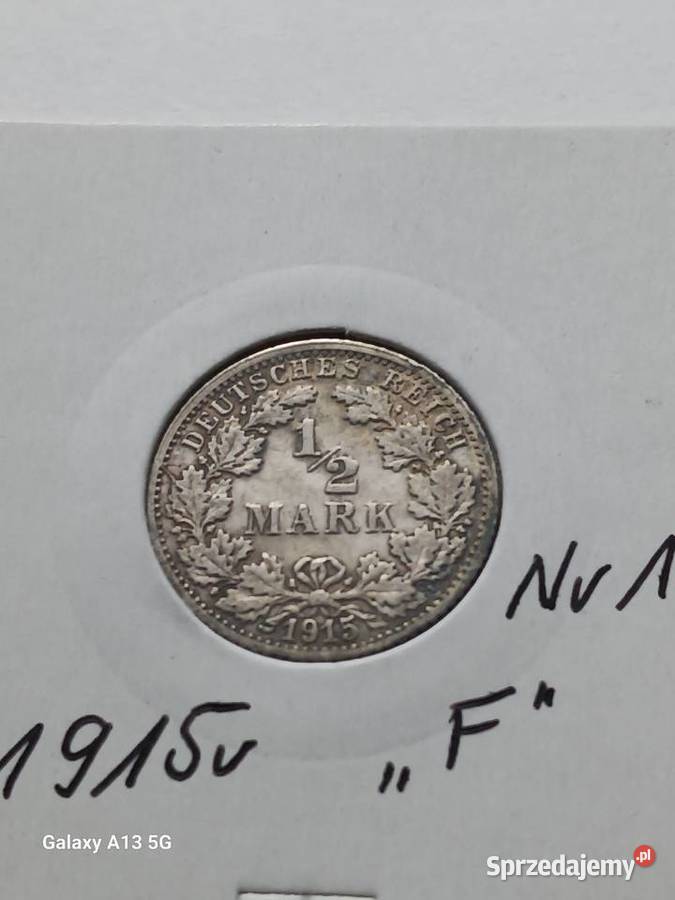 DEUTSCHES REICH
1/2
MARK
1915
Nr 1
1915r „F”
Galaxy A13 5G
Sprzedajemy.pl